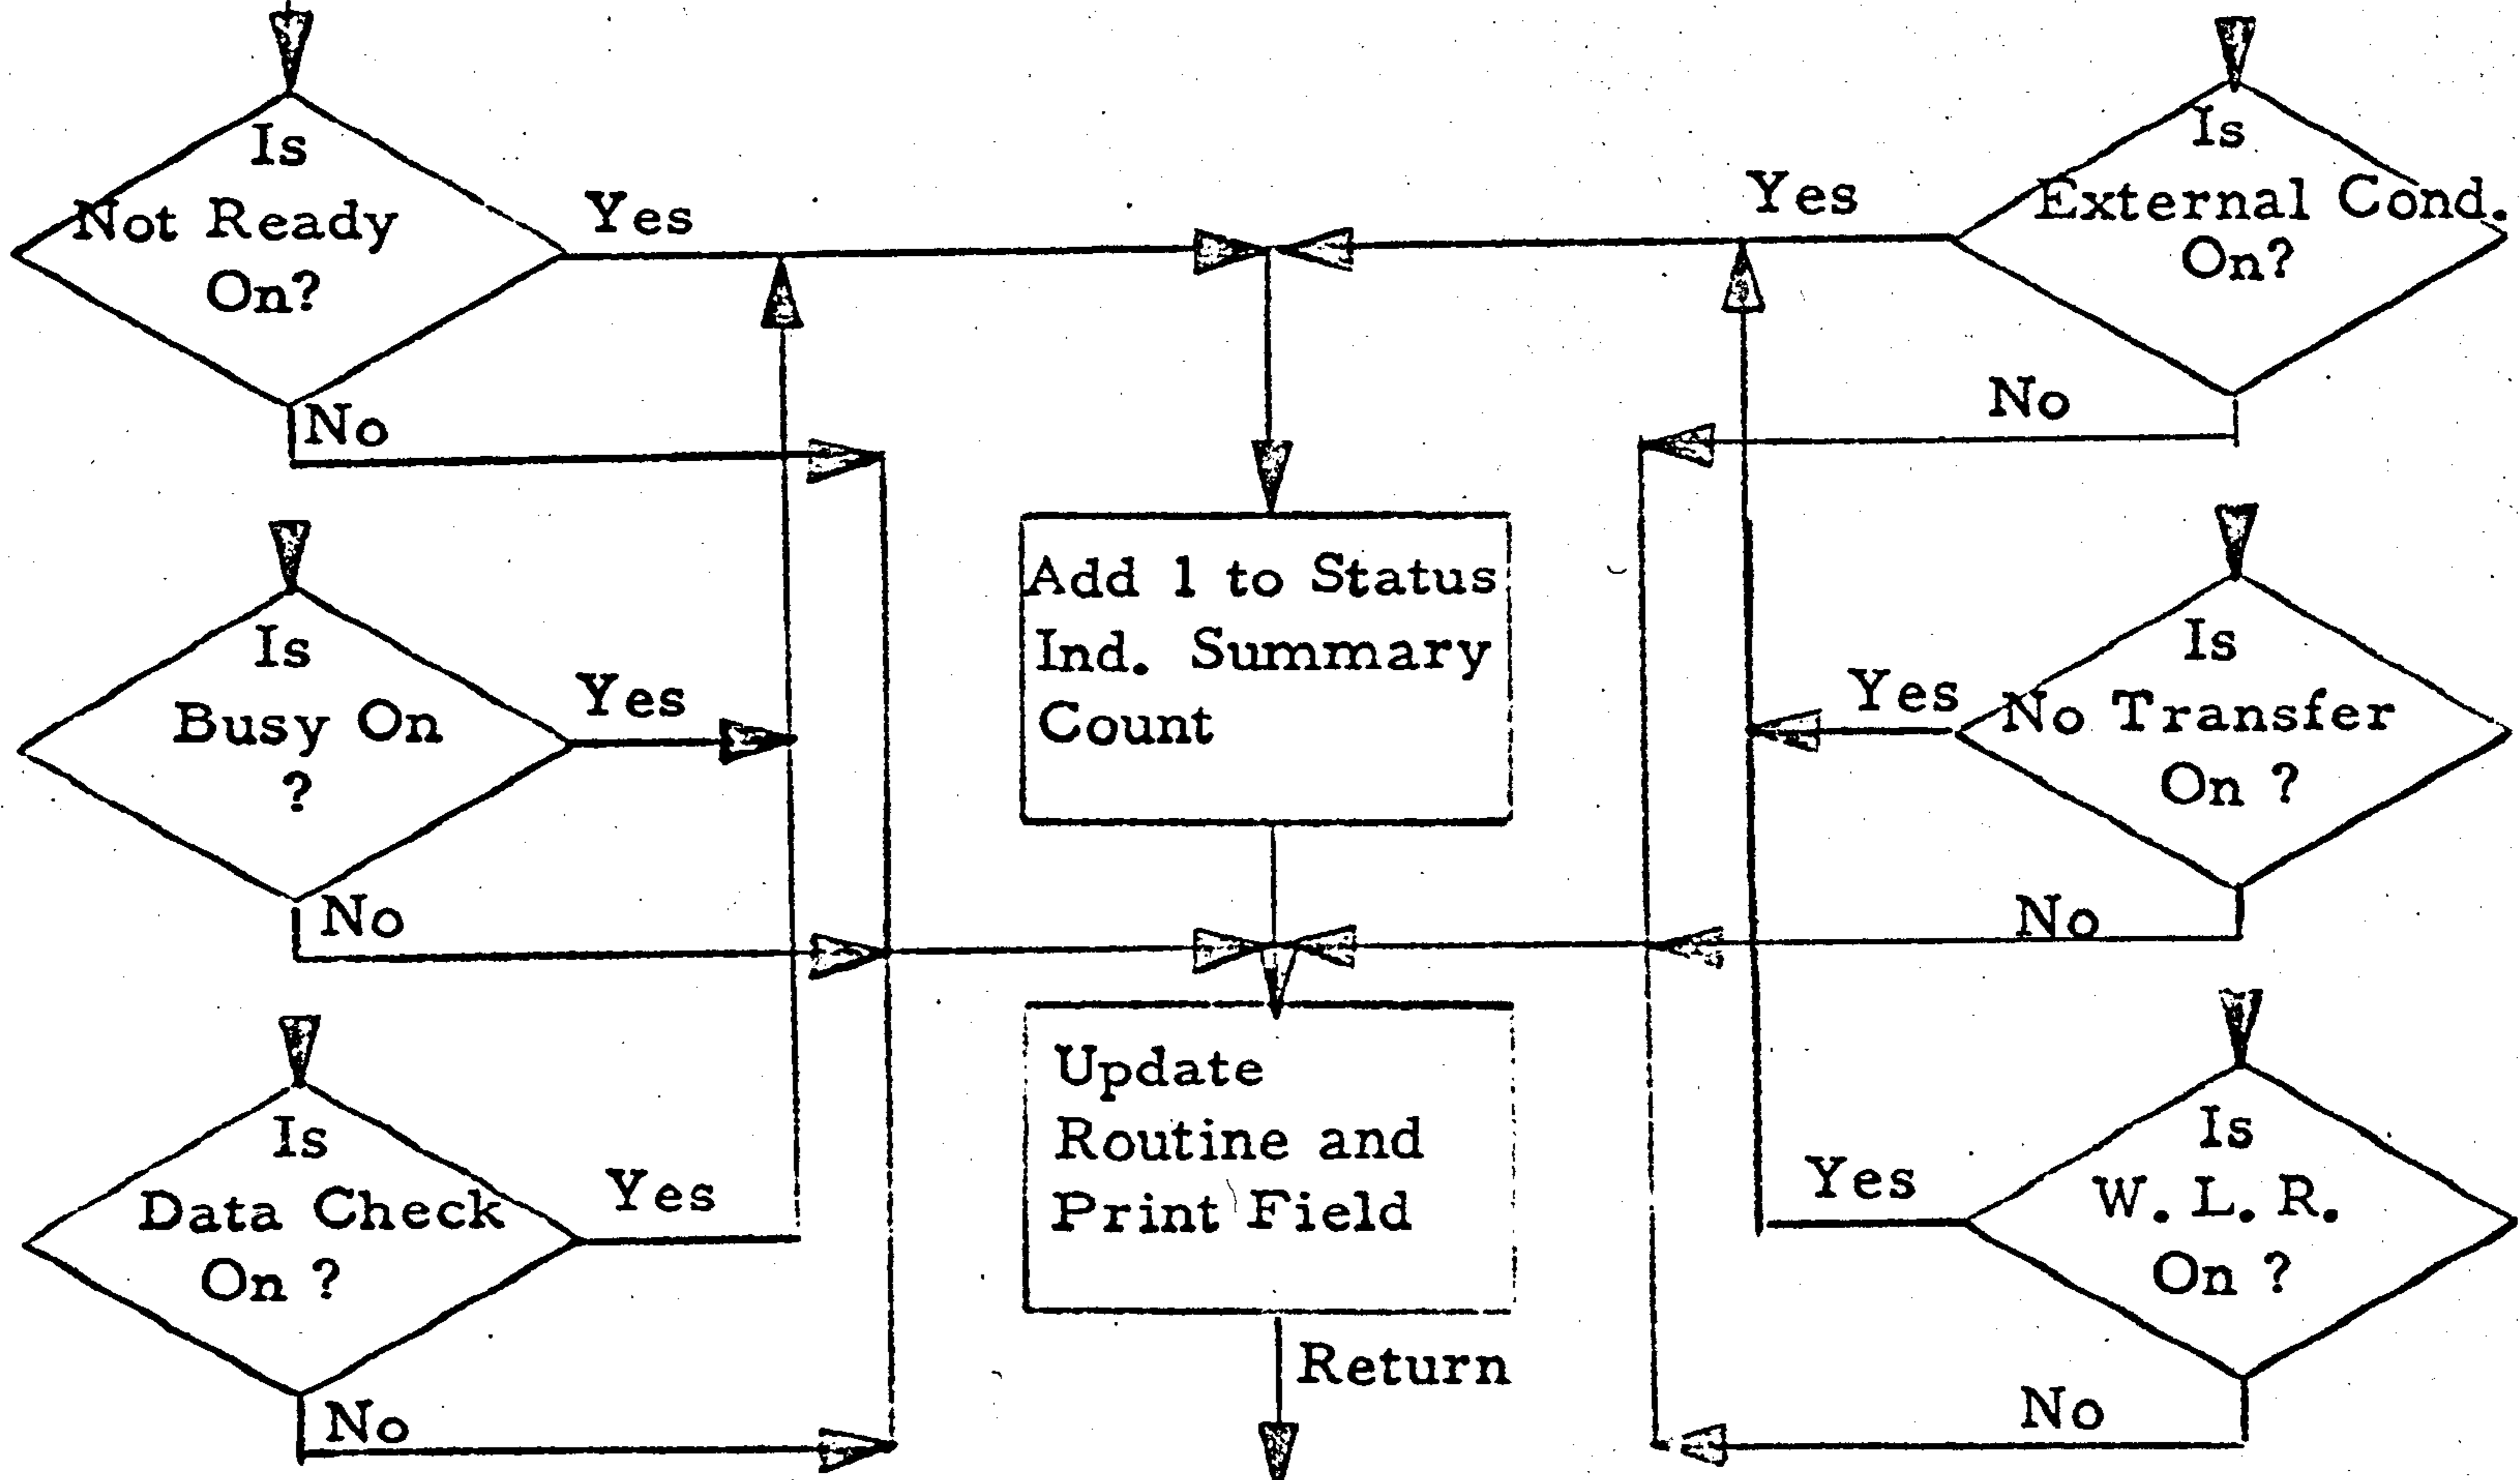 Is
Not Ready
On?
Yes
No
Is
External Cond.
On?
Yes
No
Is
Busy On
?
Yes
No
Add 1 to Status
Ind. Summary
Count
Is
No Transfer
On ?
Yes
No
Is
Data Check
On ?
Yes
No
Update
Routine and
Print Field
Return
Is
W. L. R.
On ?
Yes
No